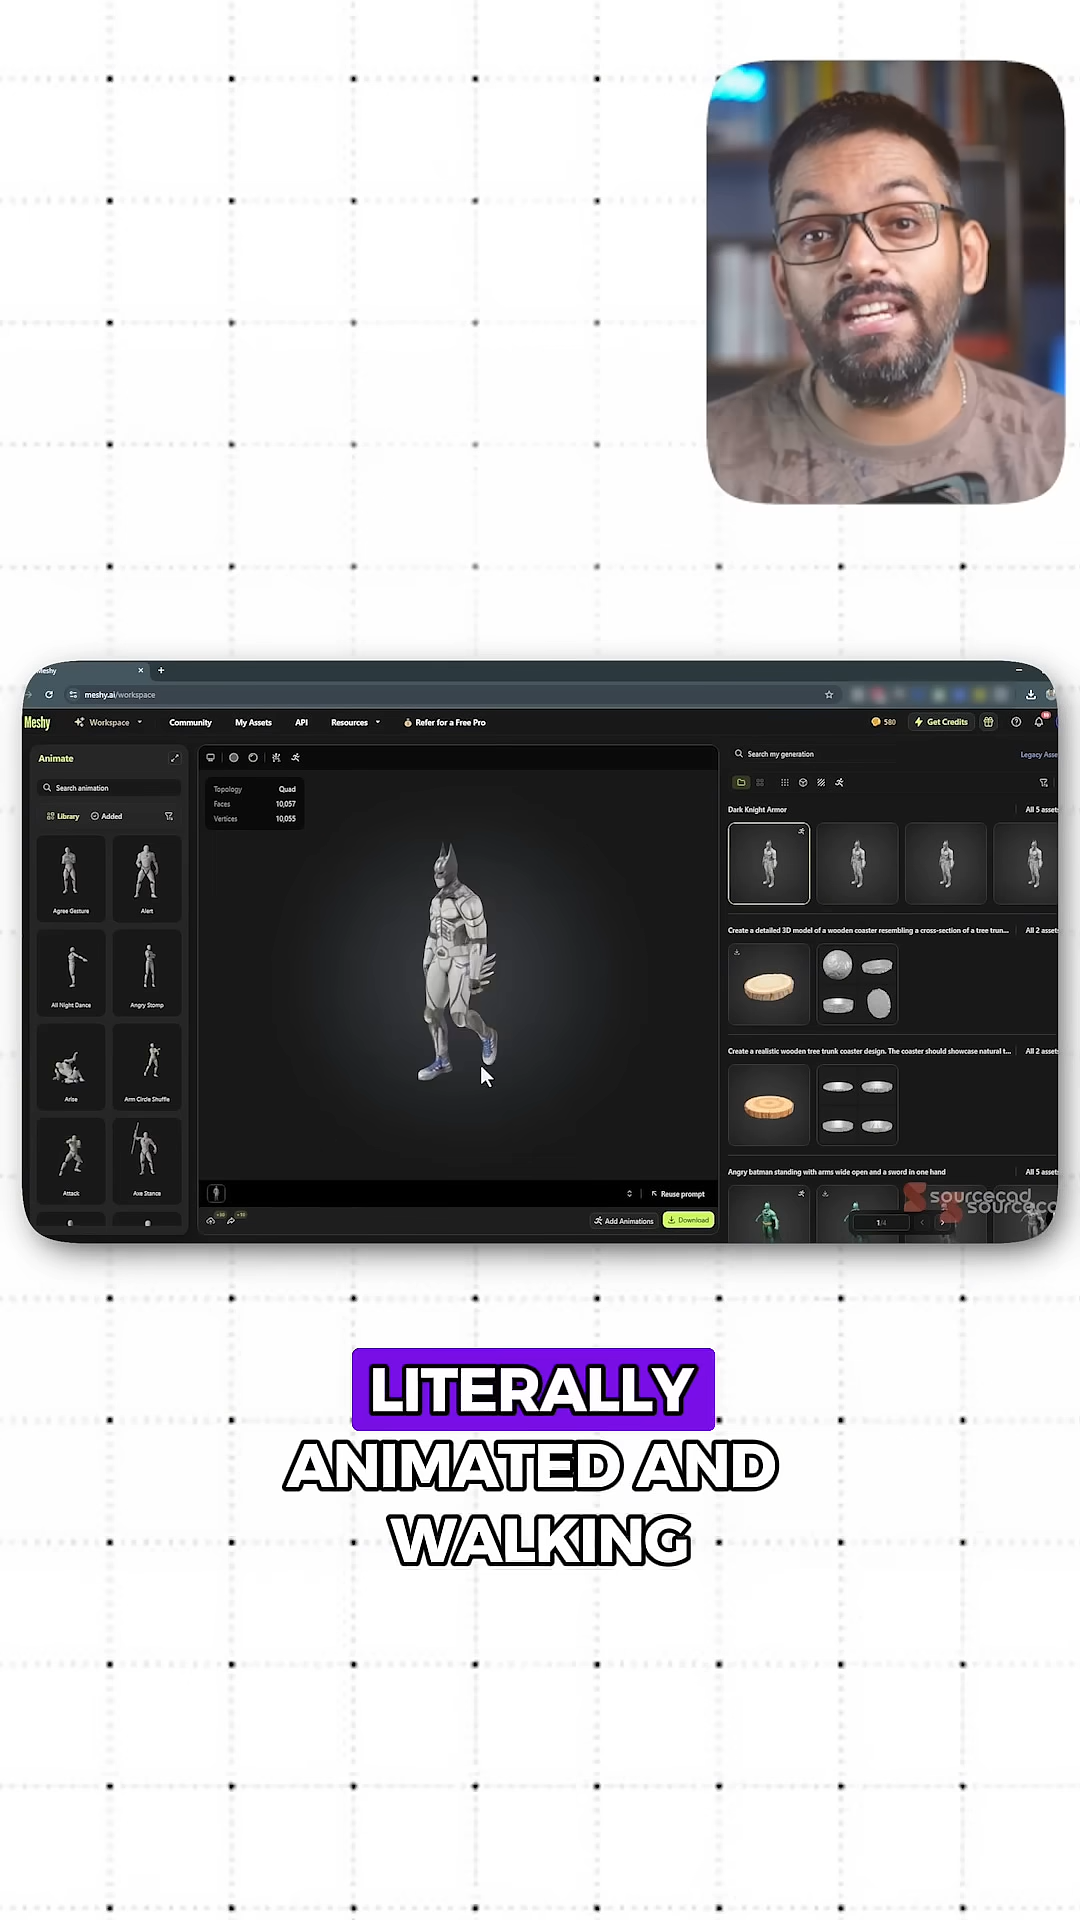 Meshy
meshy.ai/workspace
Meshy
Workspace
Community
My Assets
API
Resources
Refer for a Free Pro
580
Get Credits
Animate
Search animation
Library
Added
Agree Gesture
Alert
All Night Dance
Angry Stomp
Arise
Arm Circle Shuffle
Attack
Axe Stance
Topology Quad
Faces 10,057
Vertices 10,055
Reuse prompt
Add Animations
Download
Search my generation
Legacy Asse
Dark Knight Armor
All 5 assets
Create a detailed 3D model of a wooden coaster resembling a cross-section of a tree trun...
All 2 assets
Create a realistic wooden tree trunk coaster design. The coaster should showcase natural t...
All 2 assets
Angry batman standing with arms wide open and a sword in one hand
All 5 assets
1/4
sourcecad
sourcec
LITERALLY
ANIMATED AND
WALKING